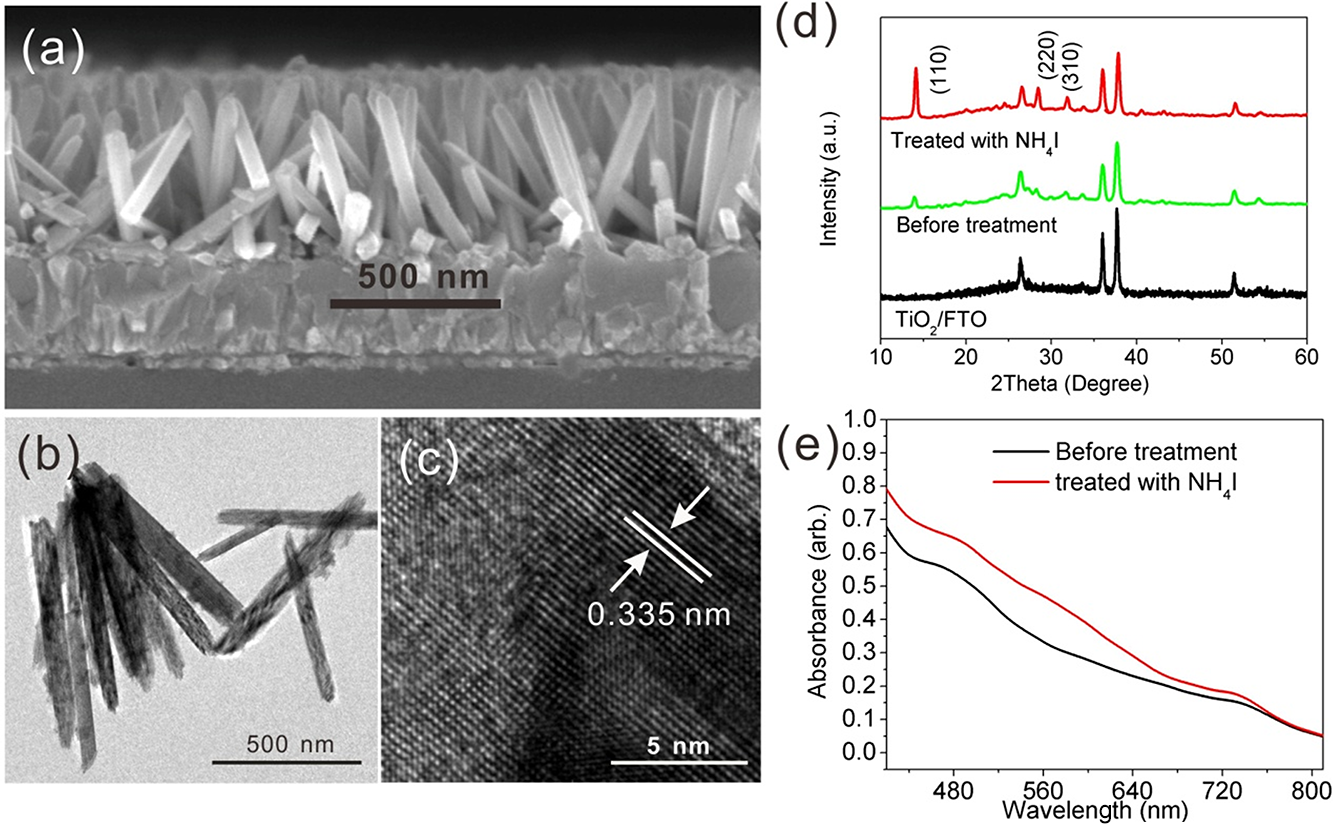 (a)
500 nm
(b)
500 nm
(c)
0.335 nm
5 nm
(d)
Intensity (a.u.)
(110)
(220)
(310)
Treated with NH₄I
Before treatment
TiO₂/FTO
10 20 30 40 50 60
2Theta (Degree)
(e)
Absorbance (arb.)
1.0
0.9
0.8
0.7
0.6
0.5
0.4
0.3
0.2
0.1
0.0
Before treatment
treated with NH₄I
480 560 640 720 800
Wavelength (nm)